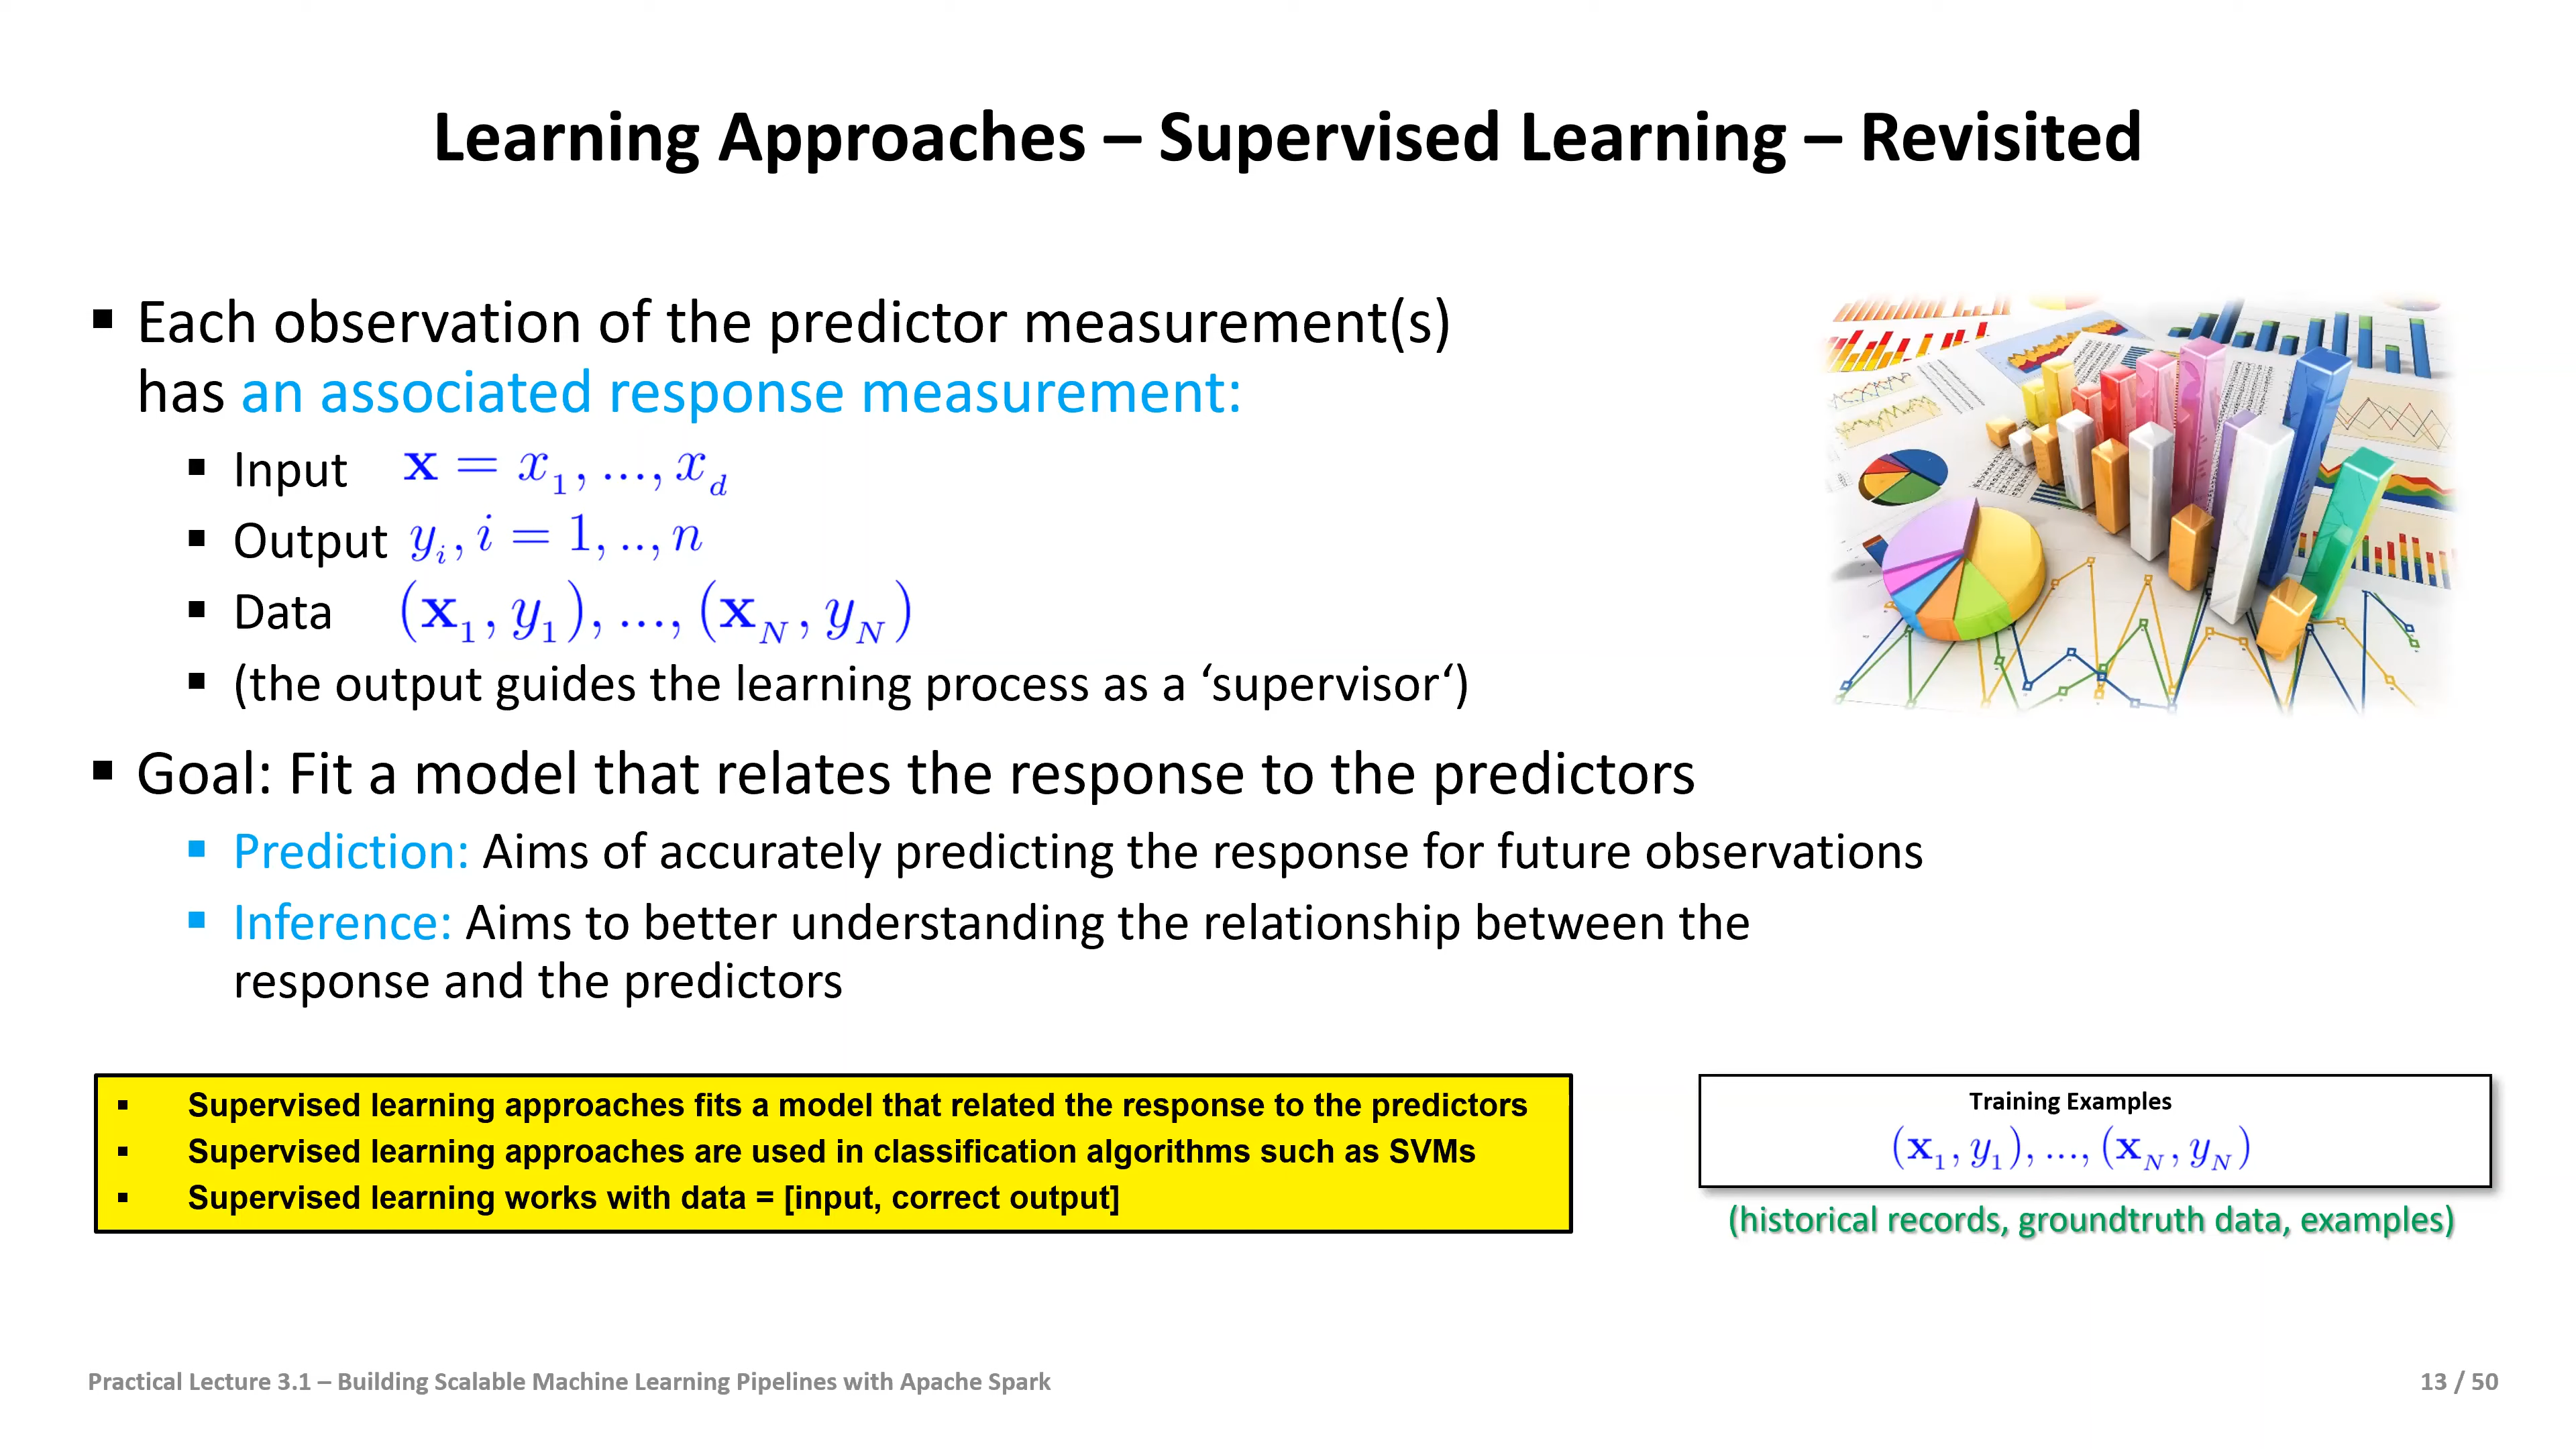 Learning Approaches – Supervised Learning – Revisited
▪ Each observation of the predictor measurement(s)
has an associated response measurement:
▪ Input x = x₁, ..., x_d
▪ Output y_i, i = 1, .., n
▪ Data (x₁, y₁), ..., (x_N, y_N)
▪ (the output guides the learning process as a ‘supervisor‘)
▪ Goal: Fit a model that relates the response to the predictors
▪ Prediction: Aims of accurately predicting the response for future observations
▪ Inference: Aims to better understanding the relationship between the
response and the predictors
▪ Supervised learning approaches fits a model that related the response to the predictors
▪ Supervised learning approaches are used in classification algorithms such as SVMs
▪ Supervised learning works with data = [input, correct output]
Training Examples
(x₁, y₁), ..., (x_N, y_N)
(historical records, groundtruth data, examples)
Practical Lecture 3.1 – Building Scalable Machine Learning Pipelines with Apache Spark
13 / 50